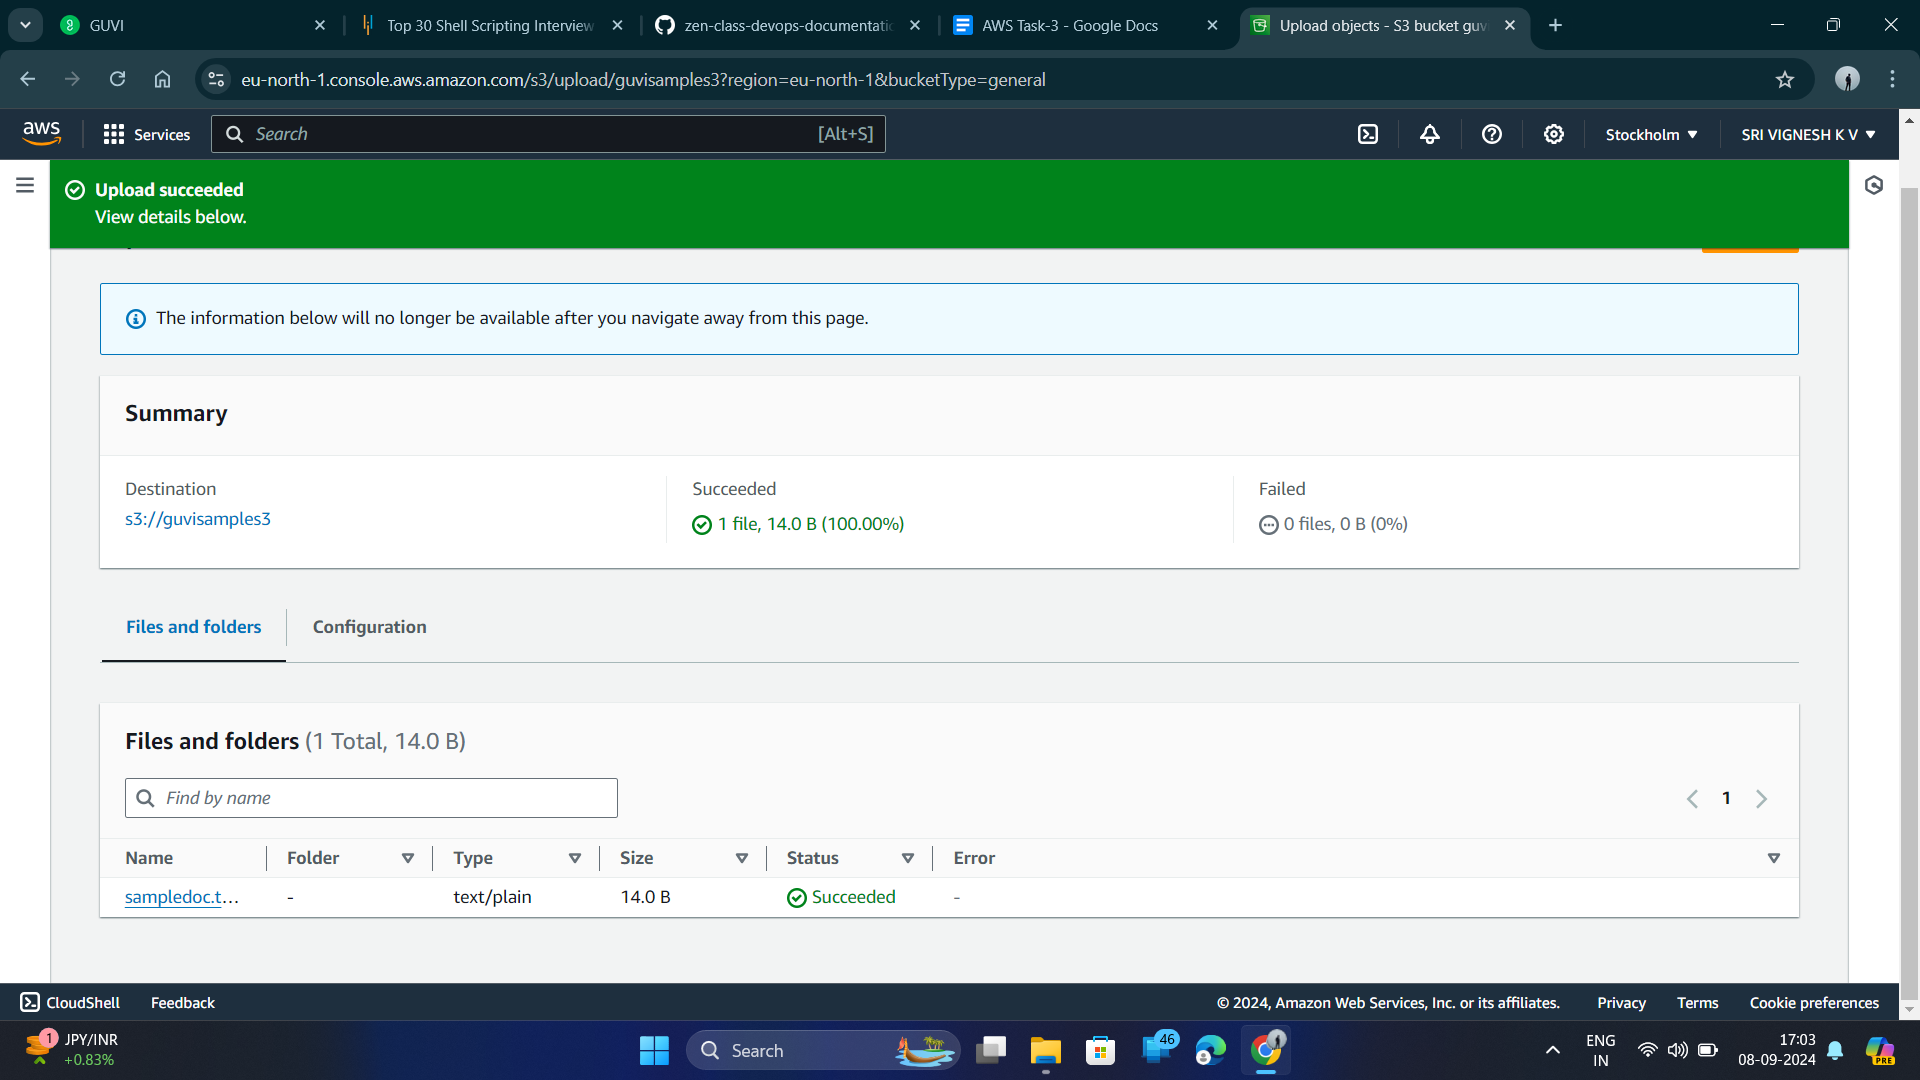 GUVI
Top 30 Shell Scripting Interview
zen-class-devops-documentatio
AWS Task-3 - Google Docs
Upload objects - S3 bucket guv
eu-north-1.console.aws.amazon.com/s3/upload/guvisamples3?region=eu-north-1&bucketType=general
aws
Services
Search
[Alt+S]
Stockholm
SRI VIGNESH K V
Upload succeeded
View details below.
The information below will no longer be available after you navigate away from this page.
Summary
Destination
s3://guvisamples3
Succeeded
1 file, 14.0 B (100.00%)
Failed
0 files, 0 B (0%)
Files and folders
Configuration
Files and folders (1 Total, 14.0 B)
Find by name
1
Name Folder Type Size Status Error
sampledoc.t... - text/plain 14.0 B Succeeded -
CloudShell
Feedback
© 2024, Amazon Web Services, Inc. or its affiliates.
Privacy
Terms
Cookie preferences
1
JPY/INR
+0.83%
Search
46
ENG
IN
17:03
08-09-2024
PRE